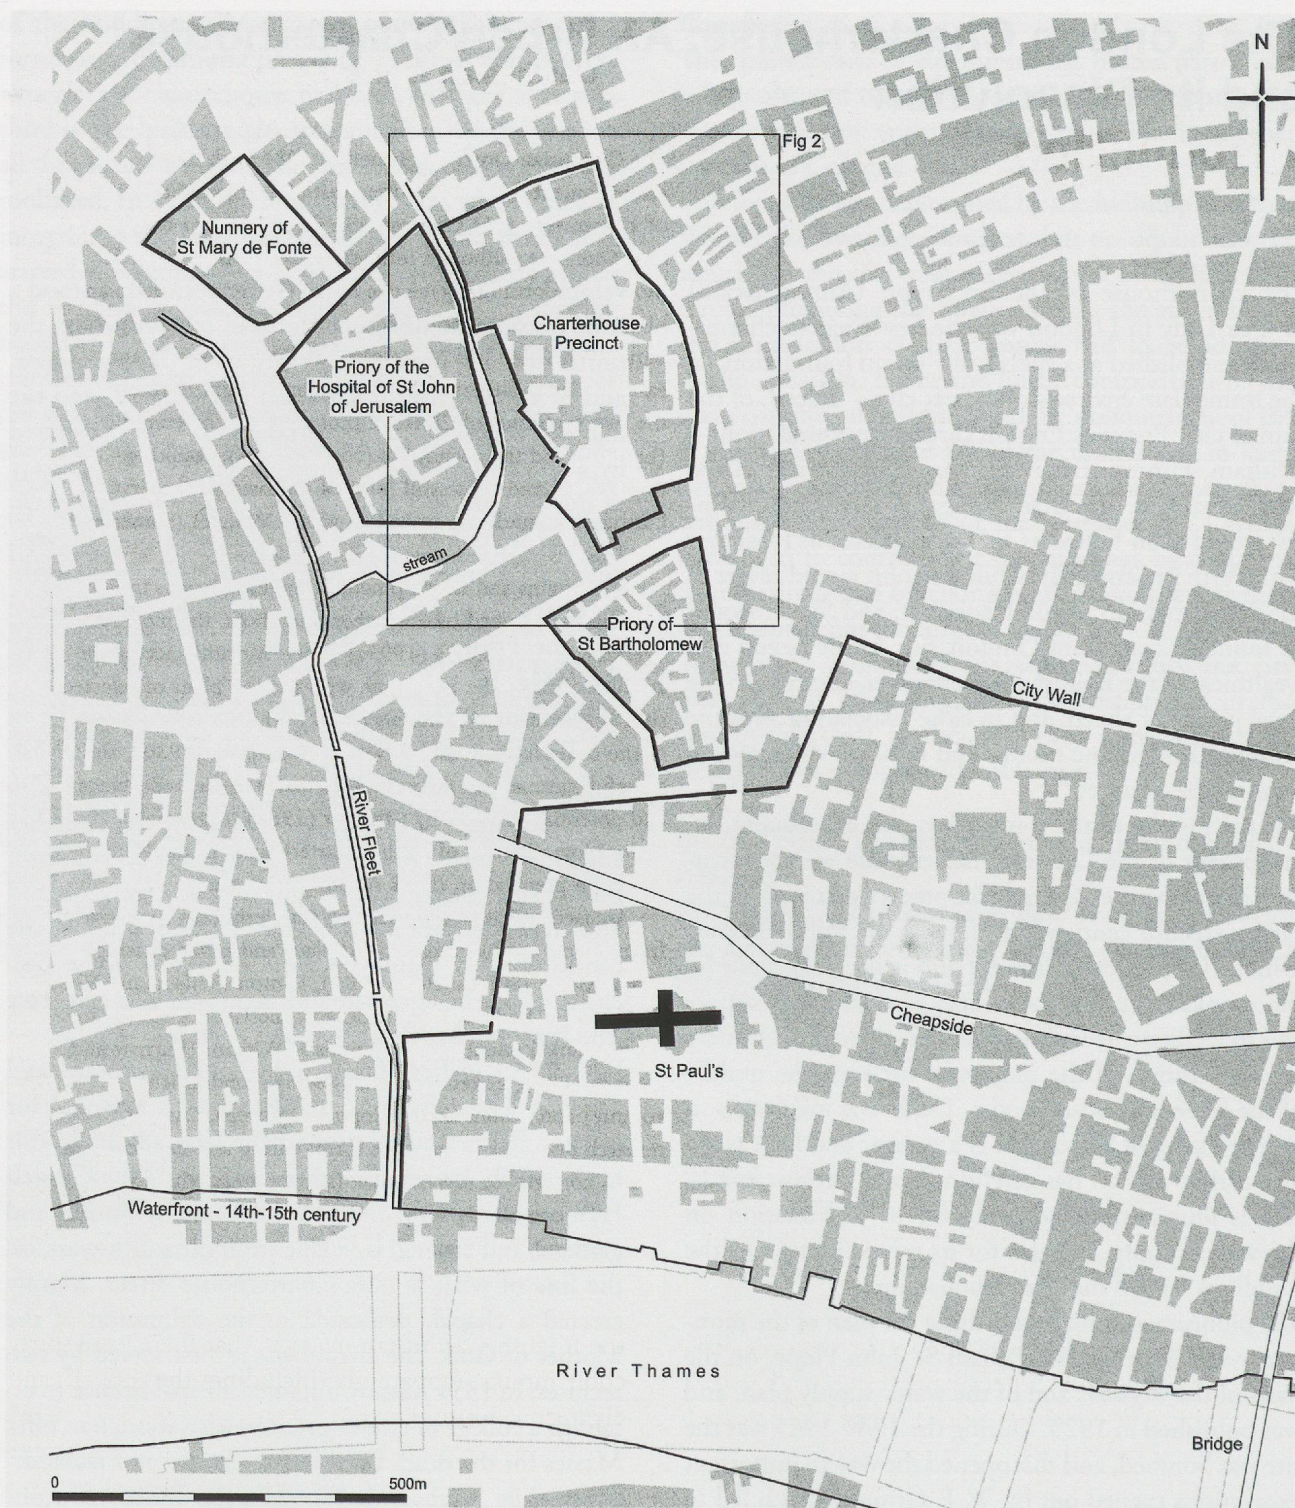 N
Fig 2
Nunnery of
St Mary de Fonte
Charterhouse
Precinct
Priory of the
Hospital of St John
of Jerusalem
stream
Priory of
St Bartholomew
City Wall
River Fleet
Cheapside
St Paul's
Waterfront - 14th-15th century
River Thames
Bridge
0
500m